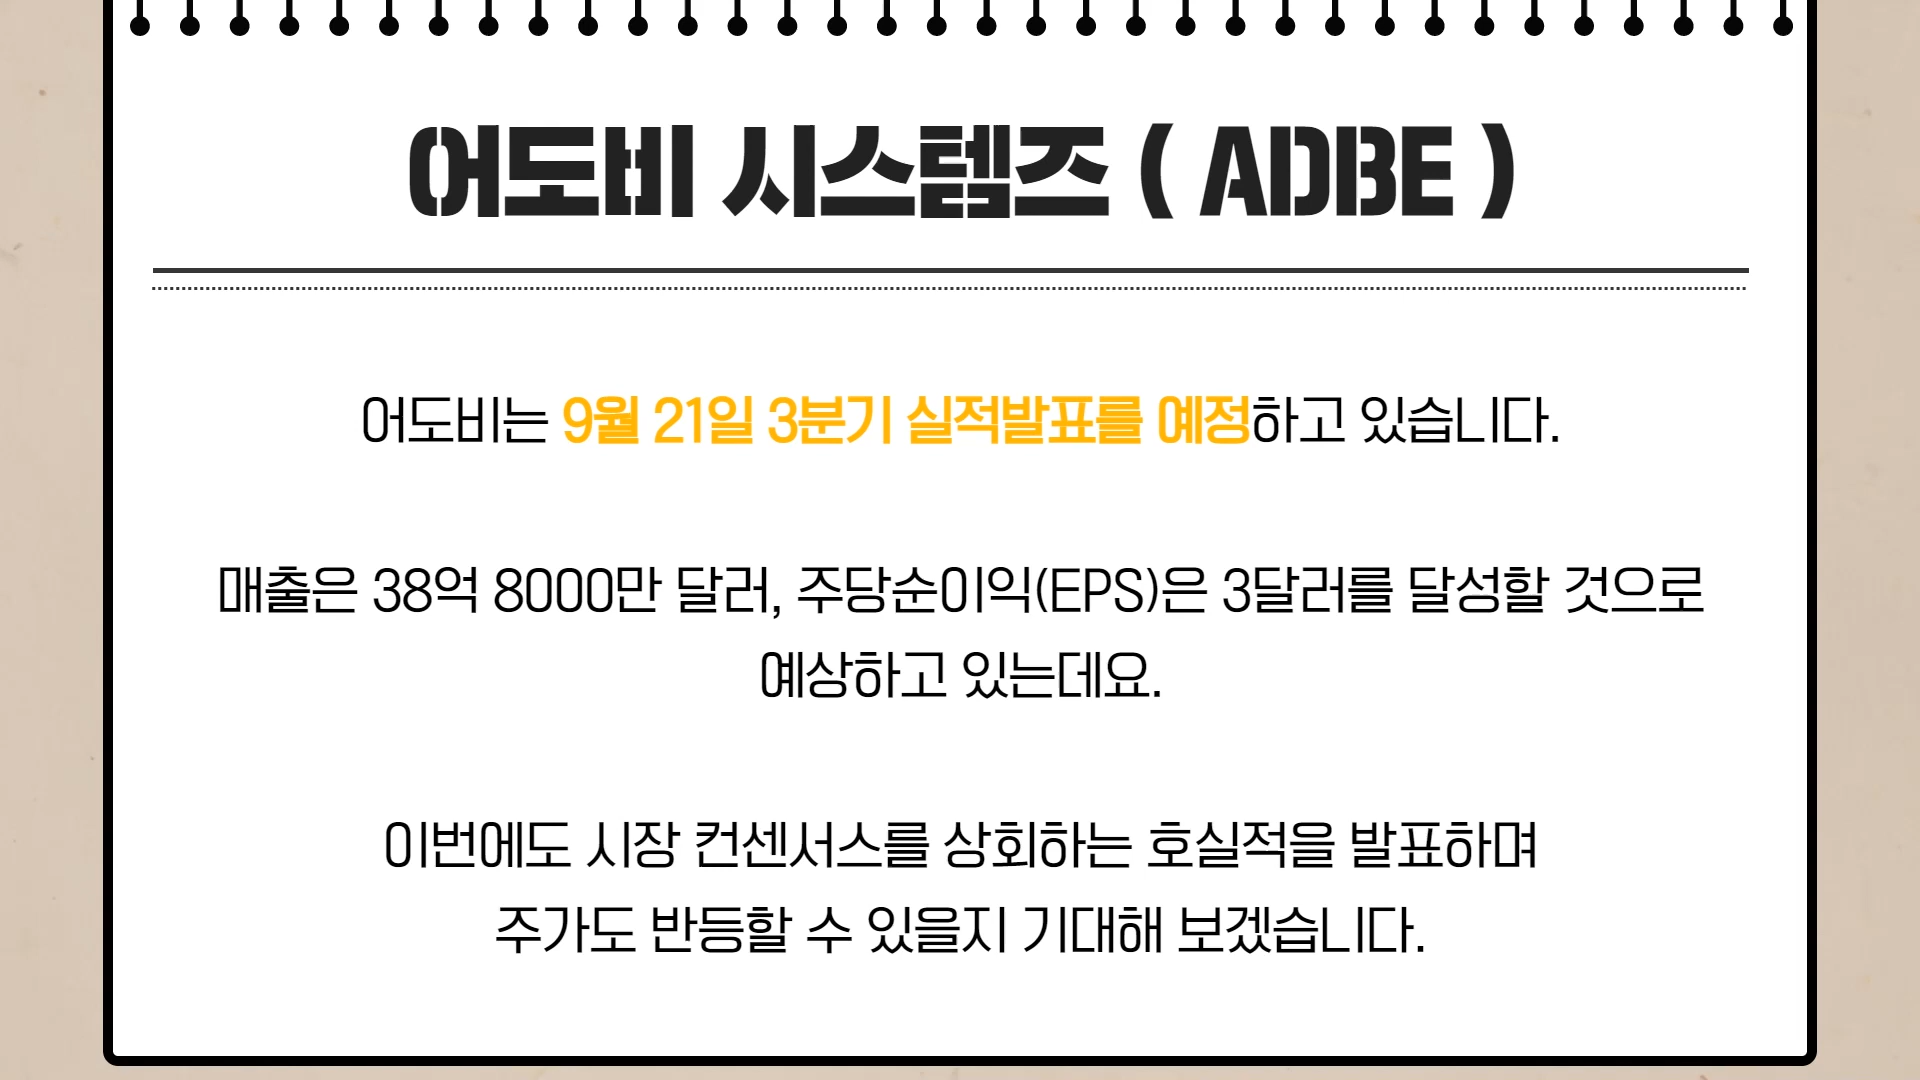 어도비 시스템즈 ( ADBE )
어도비는 9월 21일 3분기 실적발표를 예정하고 있습니다.
매출은 38억 8000만 달러, 주당순이익(EPS)은 3달러를 달성할 것으로
예상하고 있는데요.
이번에도 시장 컨센서스를 상회하는 호실적을 발표하며
주가도 반등할 수 있을지 기대해 보겠습니다.